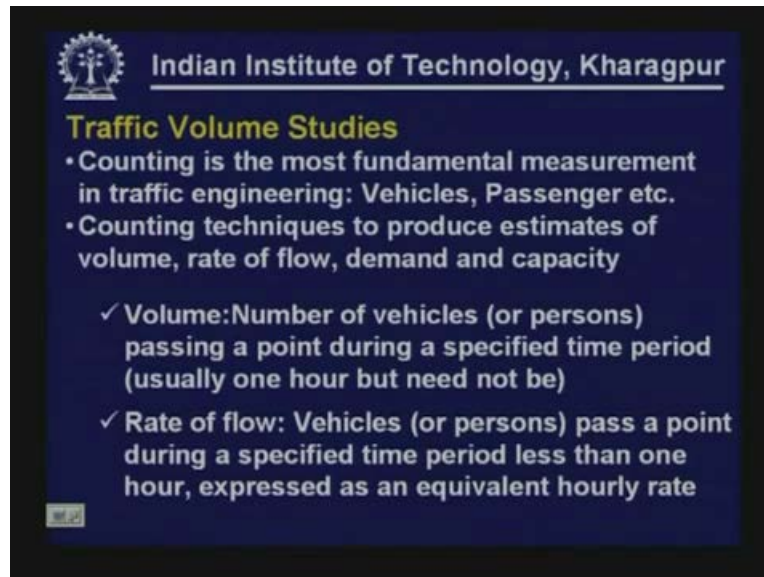 Indian Institute of Technology, Kharagpur
Traffic Volume Studies
•Counting is the most fundamental measurement
in traffic engineering: Vehicles, Passenger etc.
•Counting techniques to produce estimates of
volume, rate of flow, demand and capacity
✓ Volume:Number of vehicles (or persons)
passing a point during a specified time period
(usually one hour but need not be)
✓ Rate of flow: Vehicles (or persons) pass a point
during a specified time period less than one
hour, expressed as an equivalent hourly rate